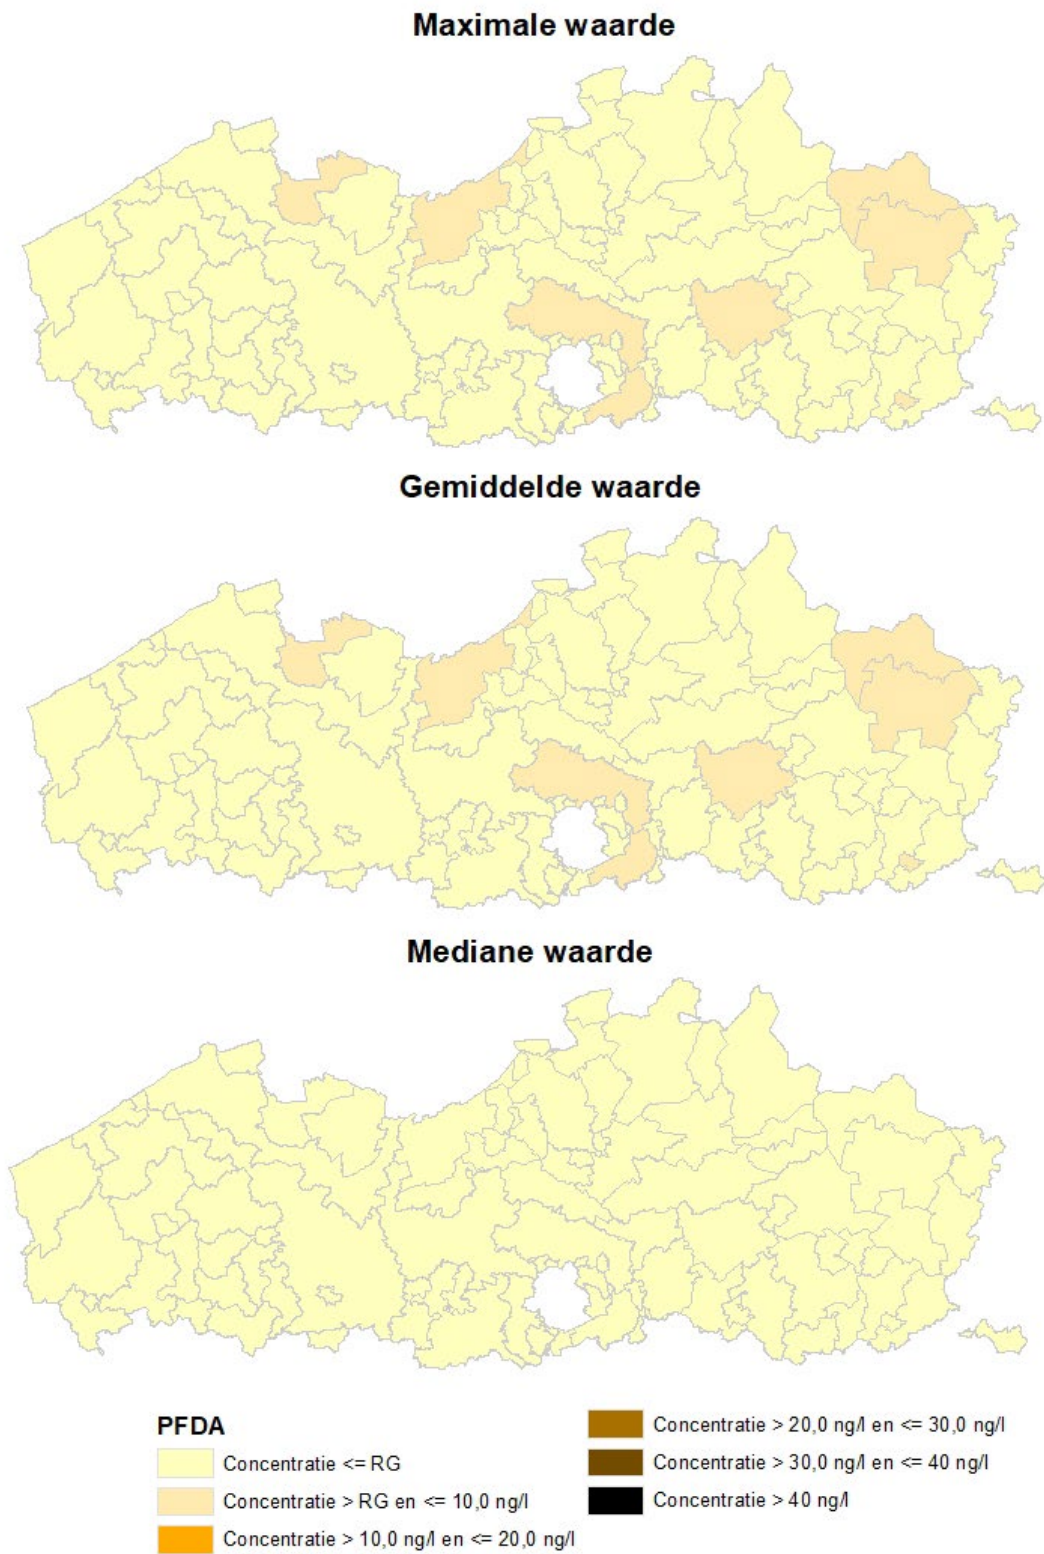 Maximale waarde
Gemiddelde waarde
Mediane waarde
PFDA
Concentratie <= RG
Concentratie > RG en <= 10,0 ng/l
Concentratie > 10,0 ng/l en <= 20,0 ng/l
Concentratie > 20,0 ng/l en <= 30,0 ng/l
Concentratie > 30,0 ng/l en <= 40 ng/l
Concentratie > 40 ng/l